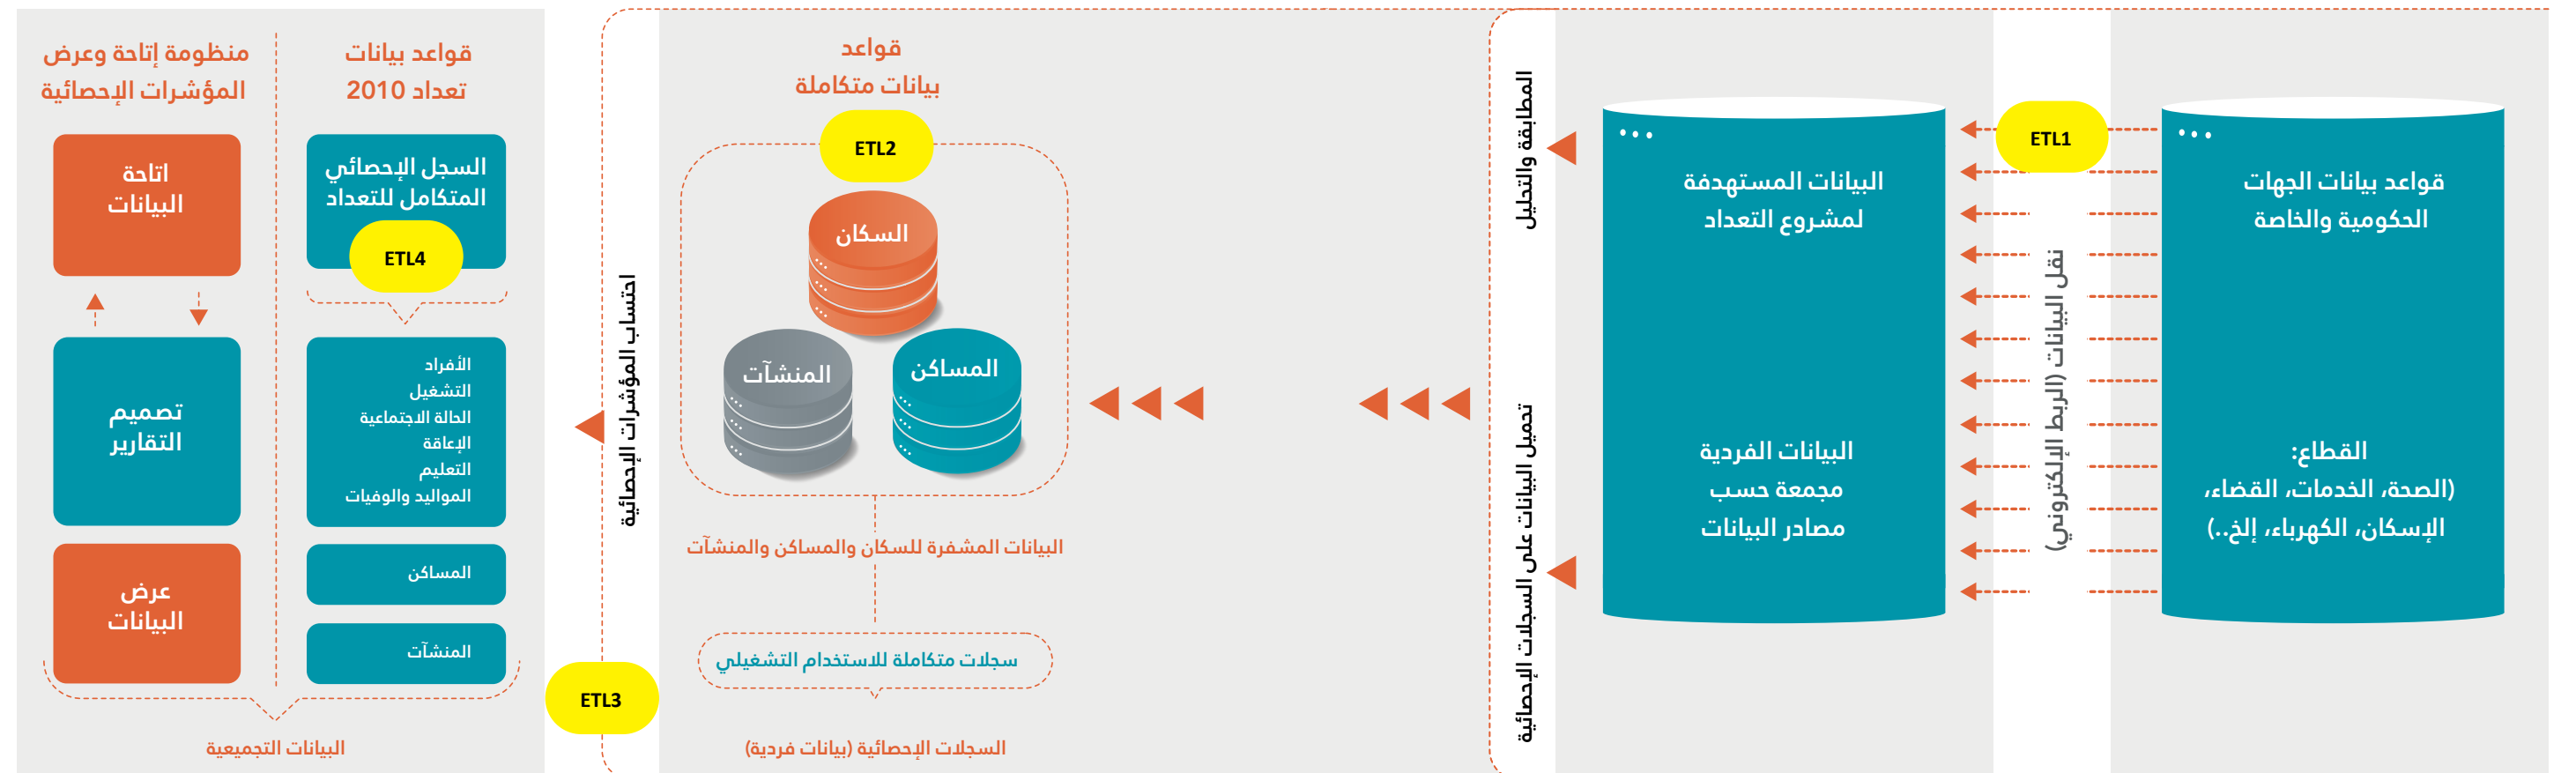 قواعد بيانات الجهات
الحكومية والخاصة
القطاع:
(الصحة، الخدمات، القضاء،
الإسكان، الكهرباء، إلخ..)
ETL1
نقل البيانات (الربط الإلكتروني)
البيانات المستهدفة
لمشروع التعداد
البيانات الفردية
مجمعة حسب
مصادر البيانات
المطابقة والتحليل
تحميل البيانات على السجلات الإحصائية
قواعد
بيانات متكاملة
ETL2
السكان
المساكن
المنشآت
البيانات المشفرة للسكان والمساكن والمنشآت
سجلات متكاملة للاستخدام التشغيلي
السجلات الإحصائية (بيانات فردية)
احتساب المؤشرات الإحصائية
ETL3
قواعد بيانات
تعداد 2010
السجل الإحصائي
المتكامل للتعداد
ETL4
الأفراد
التشغيل
الحالة الاجتماعية
الإعاقة
التعليم
المواليد والوفيات
المساكن
المنشآت
منظومة إتاحة وعرض
المؤشرات الإحصائية
اتاحة
البيانات
تصميم
التقارير
عرض
البيانات
البيانات التجميعية